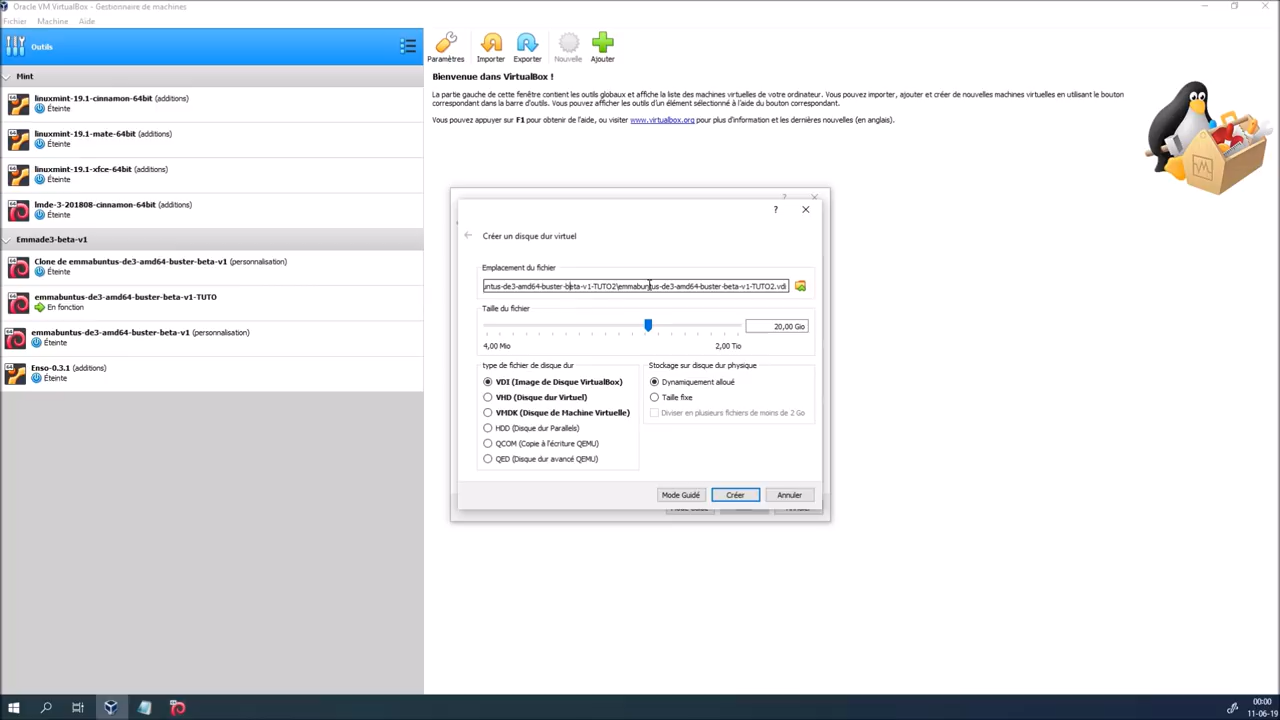 Oracle VM VirtualBox - Gestionnaire de machines
Fichier Machine Aide
Outils
Mint
linuxmint-19.1-cinnamon-64bit (additions)
Éteinte
linuxmint-19.1-mate-64bit (additions)
Éteinte
linuxmint-19.1-xfce-64bit (additions)
Éteinte
lmde-3-201808-cinnamon-64bit (additions)
Éteinte
Emmade3-beta-v1
Clone de emmabuntus-de3-amd64-buster-beta-v1 (personnalisation)
Éteinte
emmabuntus-de3-amd64-buster-beta-v1-TUTO
En fonction
emmabuntus-de3-amd64-buster-beta-v1 (personnalisation)
Éteinte
Enso-0.3.1 (additions)
Éteinte
Paramètres Importer Exporter Nouvelle Ajouter
Bienvenue dans VirtualBox !
La partie gauche de cette fenêtre contient les outils globaux et affiche la liste des machines virtuelles de votre ordinateur. Vous pouvez importer, ajouter et créer de nouvelles machines virtuelles en utilisant le bouton
correspondant dans la barre d'outils. Vous pouvez afficher les outils d'un élément sélectionné à l'aide du bouton correspondant.
Vous pouvez appuyer sur F1 pour obtenir de l'aide, ou visiter www.virtualbox.org pour plus d'information et les dernières nouvelles (en anglais).
?
Créer un disque dur virtuel
Emplacement du fichier
untus-de3-amd64-buster-beta-v1-TUTO2\emmabuntus-de3-amd64-buster-beta-v1-TUTO2.vdi
Taille du fichier
20,00 Gio
4,00 Mio 2,00 Tio
type de fichier de disque dur
VDI (Image de Disque VirtualBox)
VHD (Disque dur Virtuel)
VMDK (Disque de Machine Virtuelle)
HDD (Disque dur Parallels)
QCOM (Copie à l'écriture QEMU)
QED (Disque dur avancé QEMU)
Stockage sur disque dur physique
Dynamiquement alloué
Taille fixe
Diviser en plusieurs fichiers de moins de 2 Go
Mode Guidé Créer Annuler
00:00
11-06-19